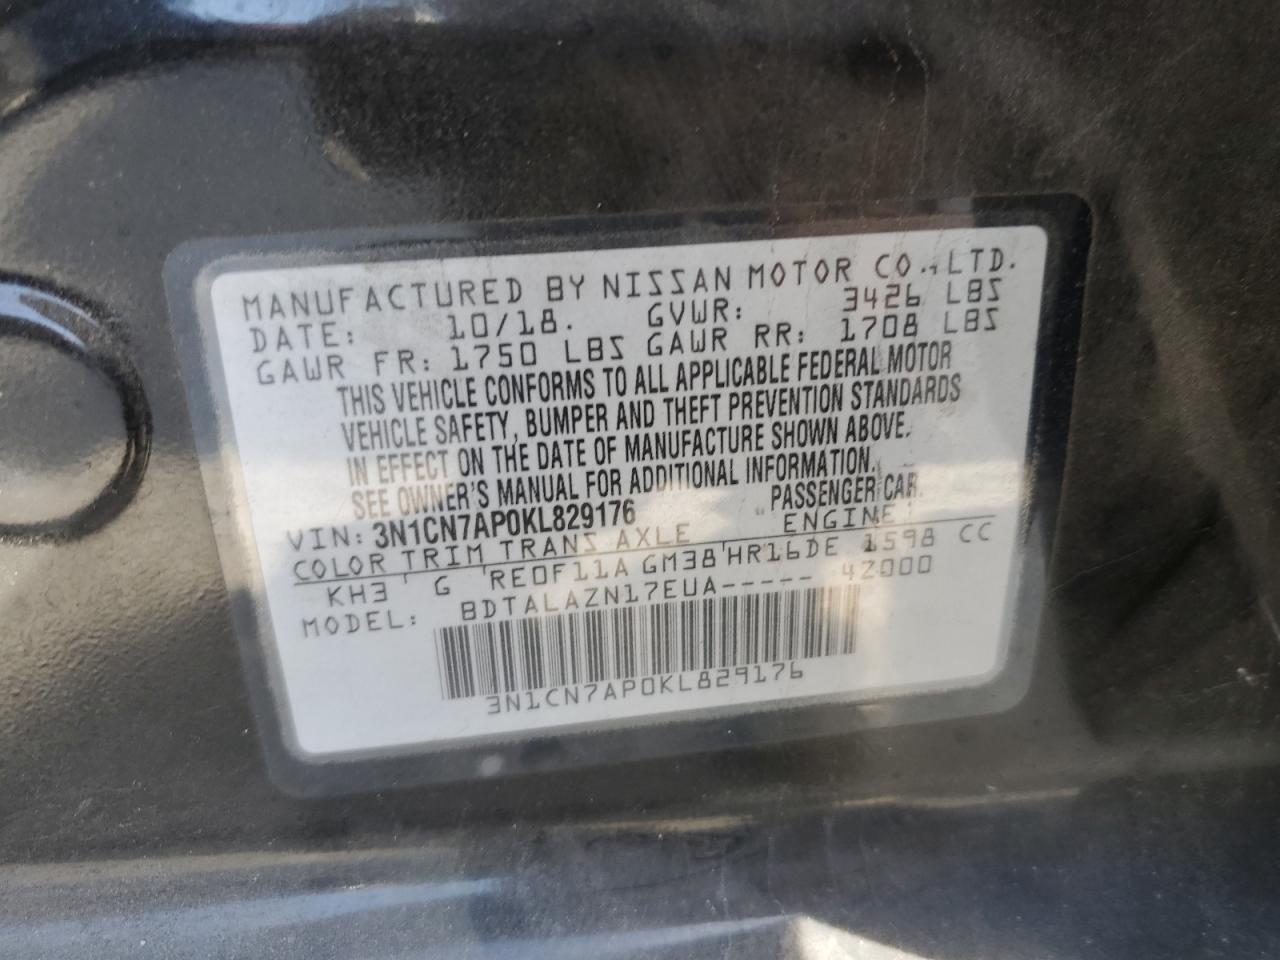 MANUFACTURED BY NISSAN MOTOR CO., LTD.
DATE: 10/18. GVWR: 3426 LBS
GAWR FR: 1750 LBS GAWR RR: 1708 LBS
THIS VEHICLE CONFORMS TO ALL APPLICABLE FEDERAL MOTOR
VEHICLE SAFETY, BUMPER AND THEFT PREVENTION STANDARDS
IN EFFECT ON THE DATE OF MANUFACTURE SHOWN ABOVE.
SEE OWNER'S MANUAL FOR ADDITIONAL INFORMATION.
VIN: 3N1CN7AP0KL829176 PASSENGER CAR
COLOR TRIM TRANS AXLE ENGINE
KH3 G RE0F11A GM38 HR16DE 1598 CC
MODEL: BDTALAZN17EUA----- 42000
3N1CN7AP0KL829176